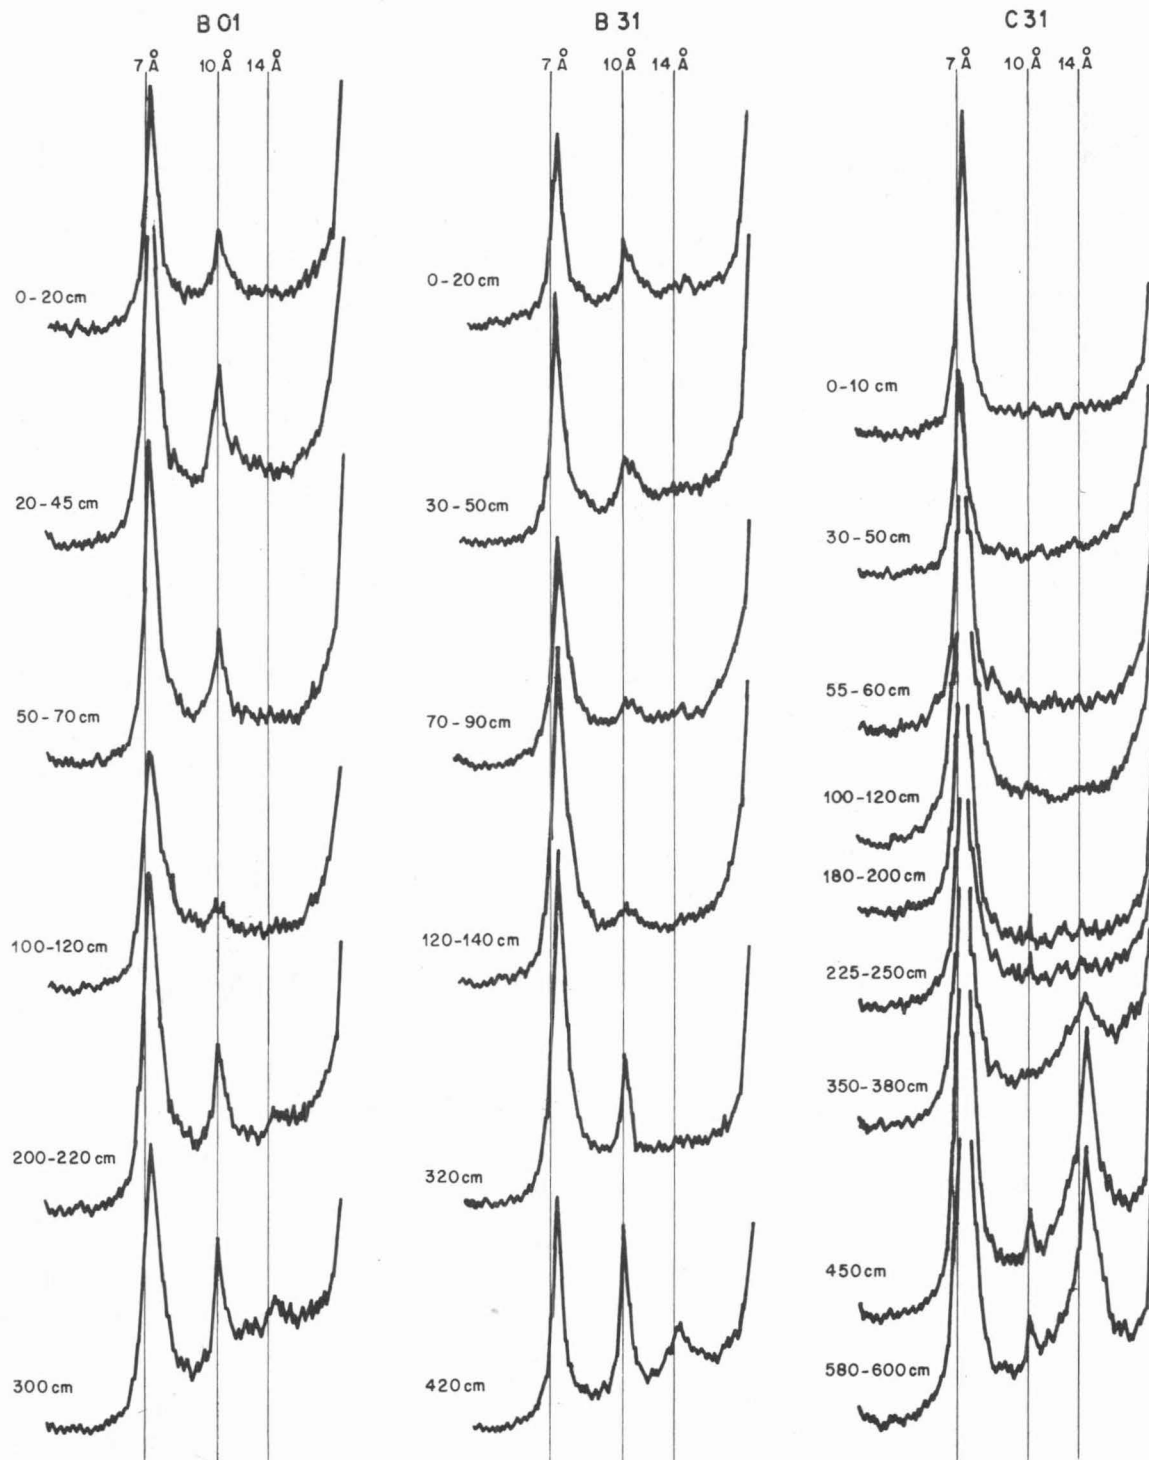 B 01
7 Å 10 Å 14 Å
0-20 cm
20-45 cm
50-70 cm
100-120 cm
200-220 cm
300 cm
B 31
7 Å 10 Å 14 Å
0-20 cm
30-50 cm
70-90 cm
120-140 cm
320 cm
420 cm
C 31
7 Å 10 Å 14 Å
0-10 cm
30-50 cm
55-60 cm
100-120 cm
180-200 cm
225-250 cm
350-380 cm
450 cm
580-600 cm